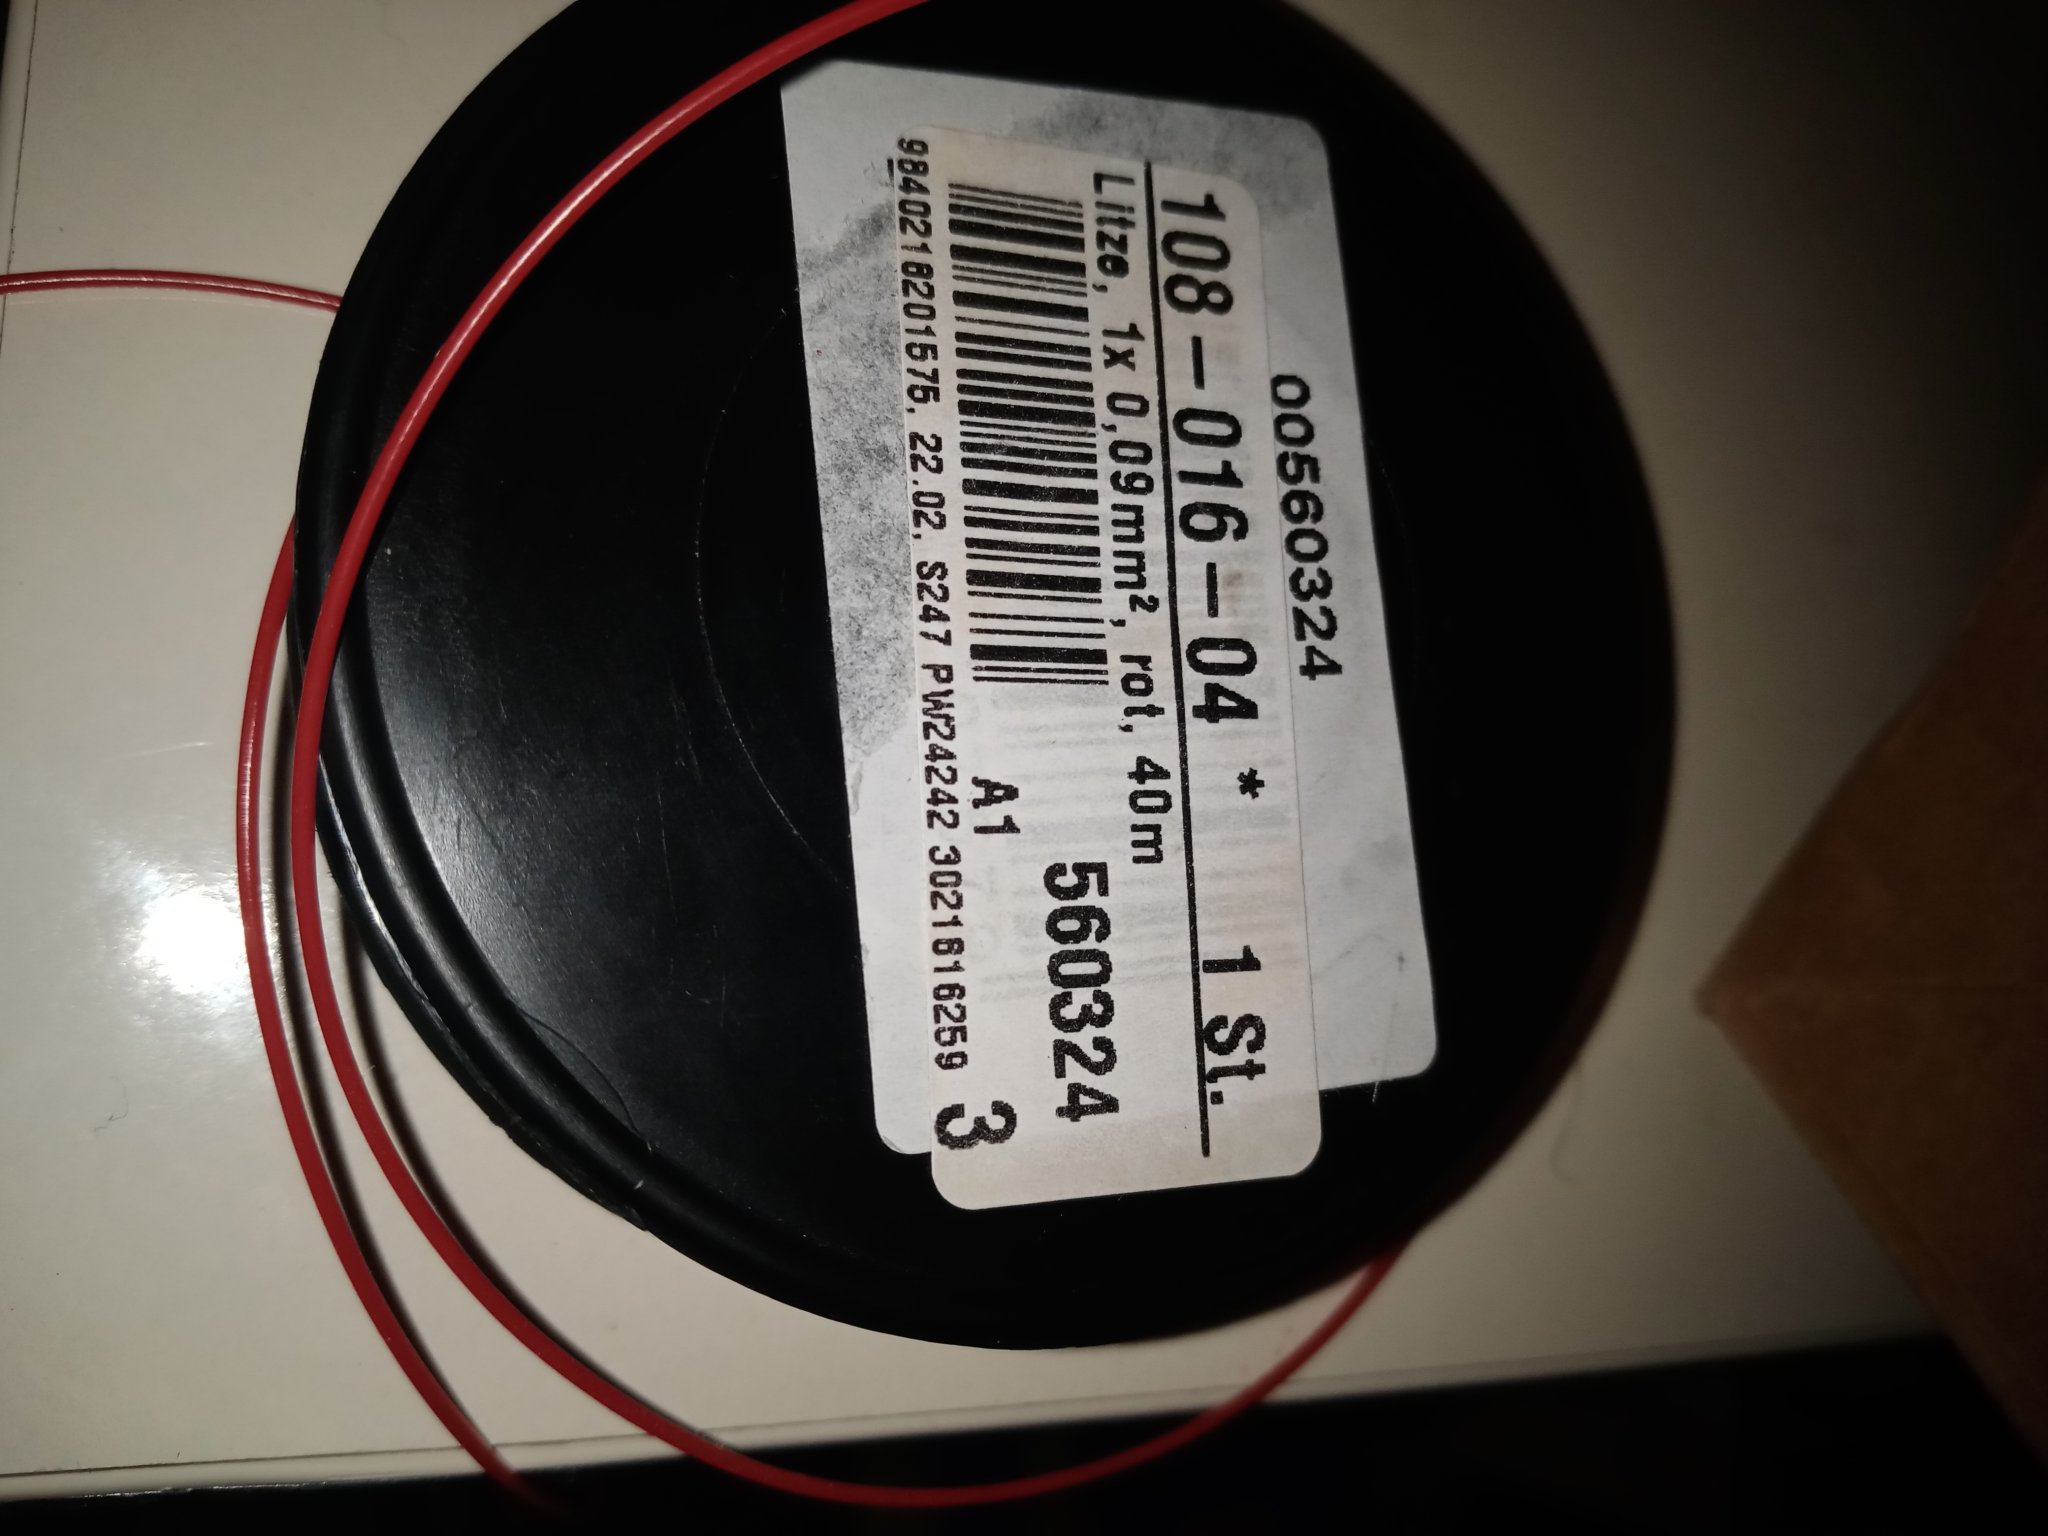 00560324
108-016-04 * 1 St.
Litze, 1x 0,09mm², rot, 40m
560324
A1
9840218201575, 22.02, S247 PW24242 3021816259 3